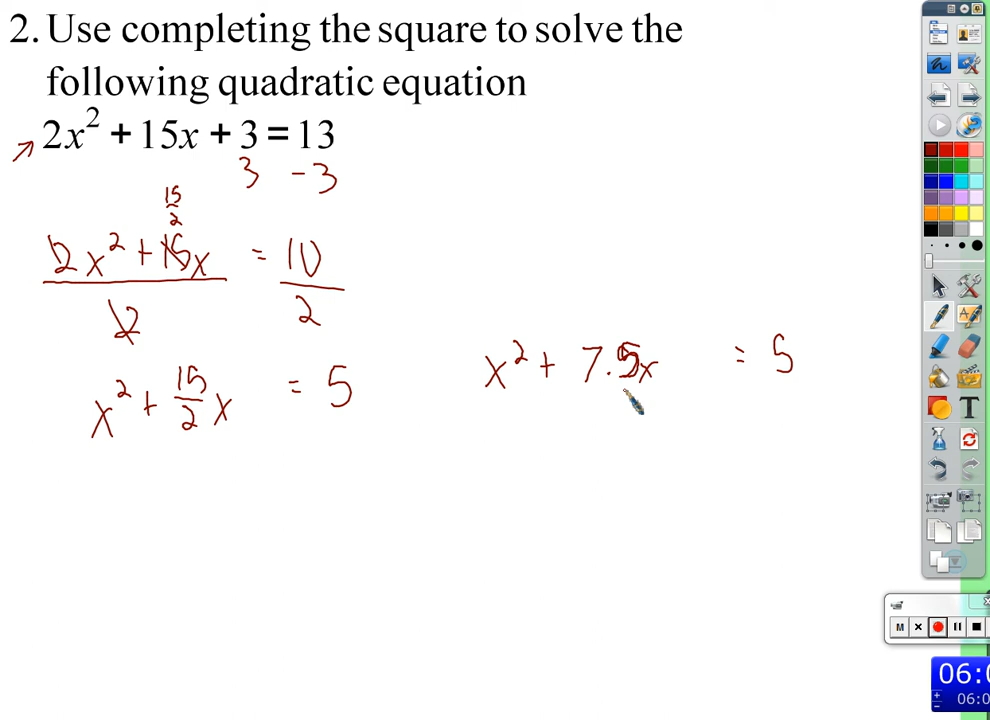 2. Use completing the square to solve the
following quadratic equation
2x² + 15x + 3 = 13
3 - 3
15
2
2x² + 15x = 10
2 2
x² + 15/2 x = 5
x² + 7.5x = 5
M
06:0
06:0